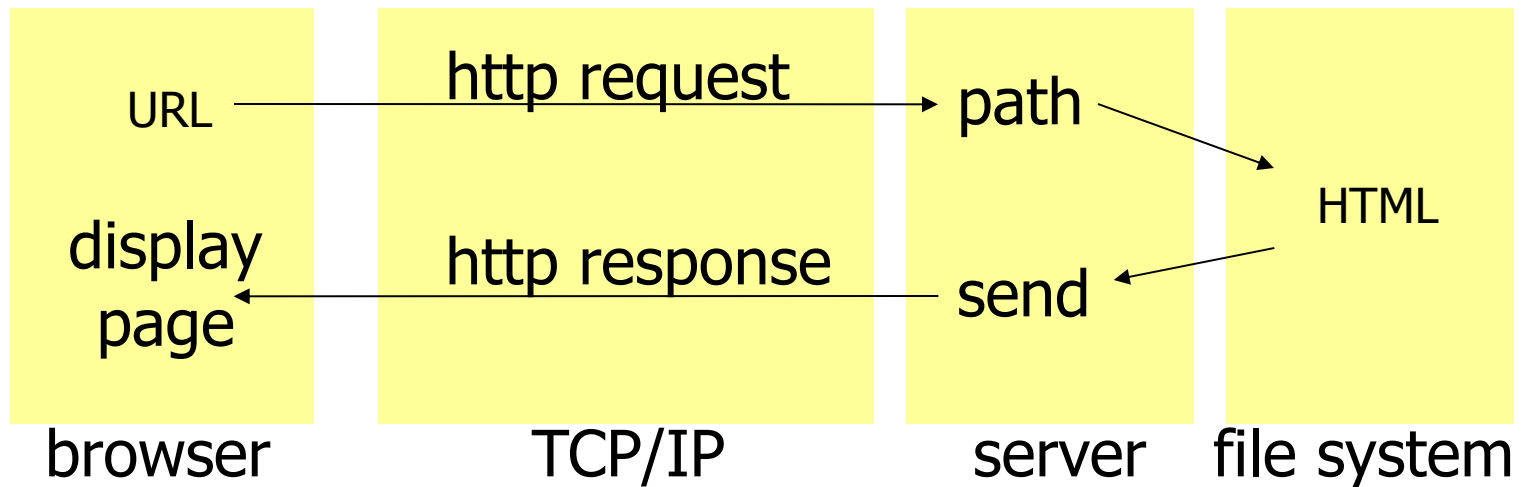 URL
http request
path
HTML
display
page
http response
send
browser
TCP/IP
server
file system